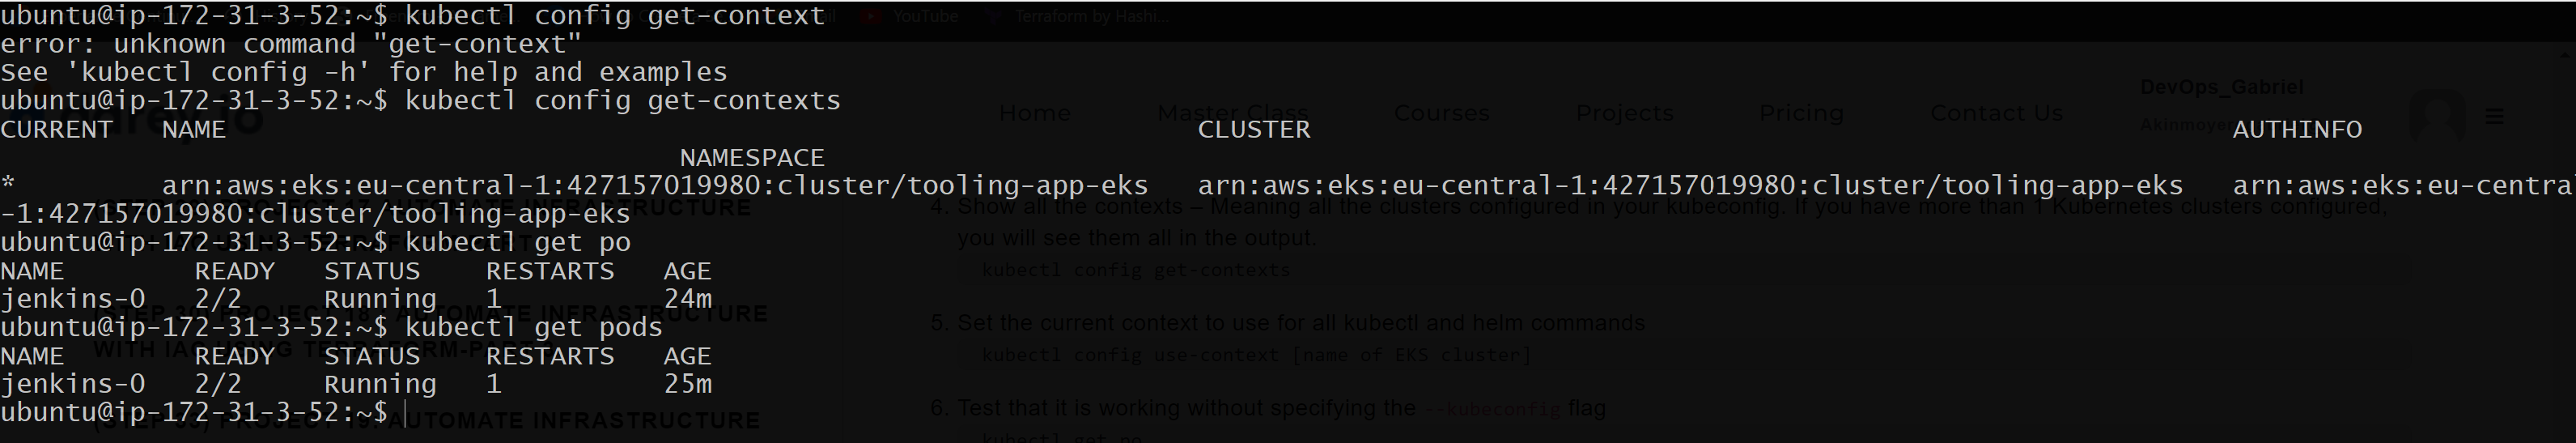 ubuntu@ip-172-31-3-52:~$ kubectl config get-context
YouTube Terraform by Hashi...
error: unknown command "get-context"
See 'kubectl config -h' for help and examples
DevOps_Gabriel
ubuntu@ip-172-31-3-52:~$ kubectl config get-contexts
Home Master Class Courses Projects Pricing Contact Us
CURRENT NAME CLUSTER AUTHINFO
NAMESPACE
* arn:aws:eks:eu-central-1:427157019980:cluster/tooling-app-eks arn:aws:eks:eu-central-1:427157019980:cluster/tooling-app-eks arn:aws:eks:eu-central
-1:427157019980:cluster/tooling-app-eks
PROJECT 17 AUTOMATE INFRASTRUCTURE
4. Show all the contexts – Meaning all the clusters configured in your kubeconfig. If you have more than 1 Kubernetes clusters configured,
you will see them all in the output.
ubuntu@ip-172-31-3-52:~$ kubectl get po
kubectl config get-contexts
NAME READY STATUS RESTARTS AGE
jenkins-0 2/2 Running 1 24m
PROJECT 18 AUTOMATE INFRASTRUCTURE
5. Set the current context to use for all kubectl and helm commands
ubuntu@ip-172-31-3-52:~$ kubectl get pods
WITH IAC USING TERRAFORM
kubectl config use-context [name of EKS cluster]
NAME READY STATUS RESTARTS AGE
jenkins-0 2/2 Running 1 25m
ubuntu@ip-172-31-3-52:~$
PROJECT 19: AUTOMATE INFRASTRUCTURE
6. Test that it is working without specifying the --kubeconfig flag
kubectl get po